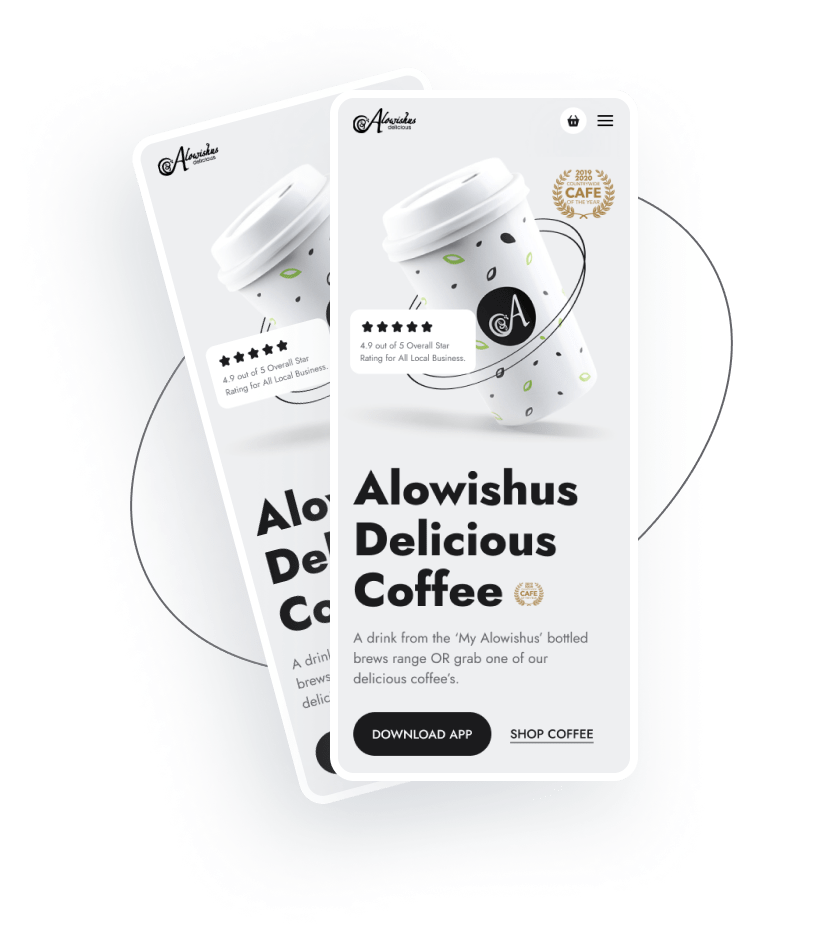 Alowishus
delicious
Alowishus
delicious
2019
2020
COUNTRYWIDE
CAFE
OF THE YEAR
A
4.9 out of 5 Overall Star
Rating for All Local Business.
4.9 out of 5 Overall Star
Rating for All Local Business.
Alowishus
Delicious
Coffee
CAFE
A drink from the ‘My Alowishus’ bottled
brews range OR grab one of our
delicious coffee’s.
DOWNLOAD APP
SHOP COFFEE
Alo
Del
Co
A drin
brews
delic